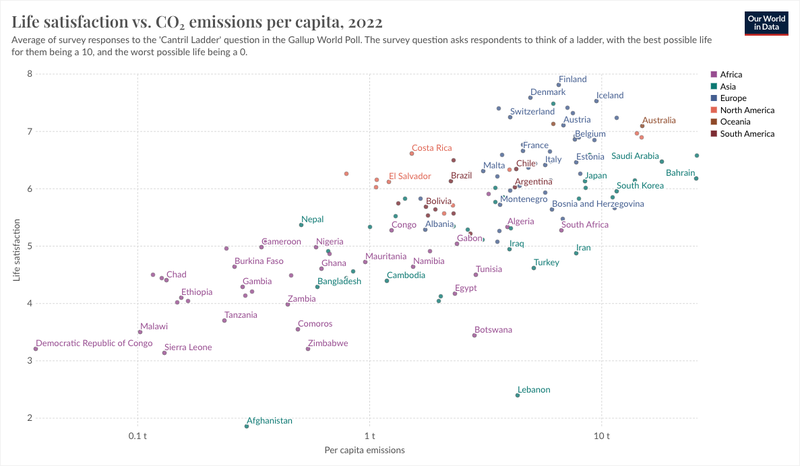 Life satisfaction vs. CO₂ emissions per capita, 2022
Our World
in Data
Average of survey responses to the 'Cantril Ladder' question in the Gallup World Poll. The survey question asks respondents to think of a ladder, with the best possible life
for them being a 10, and the worst possible life being a 0.
8
Finland
Africa
Asia
Europe
North America
Oceania
South America
Denmark
Iceland
Switzerland
Austria
Australia
7
Belgium
Costa Rica
France
Estonia
Saudi Arabia
Malta
Chile
Italy
El Salvador
Brazil
Argentina
Japan
Bahrain
6
South Korea
Bolivia
Montenegro
Bosnia and Herzegovina
Nepal
Congo
Albania
Algeria
South Africa
Cameroon
Nigeria
Gabon
5
Iraq
Iran
Burkina Faso
Ghana
Mauritania
Namibia
Turkey
Chad
Gambia
Bangladesh
Cambodia
Tunisia
Ethiopia
Zambia
Egypt
4
Tanzania
Malawi
Comoros
Botswana
Democratic Republic of Congo
Sierra Leone
Zimbabwe
3
Lebanon
2
Afghanistan
Life satisfaction
0.1 t
1 t
10 t
Per capita emissions